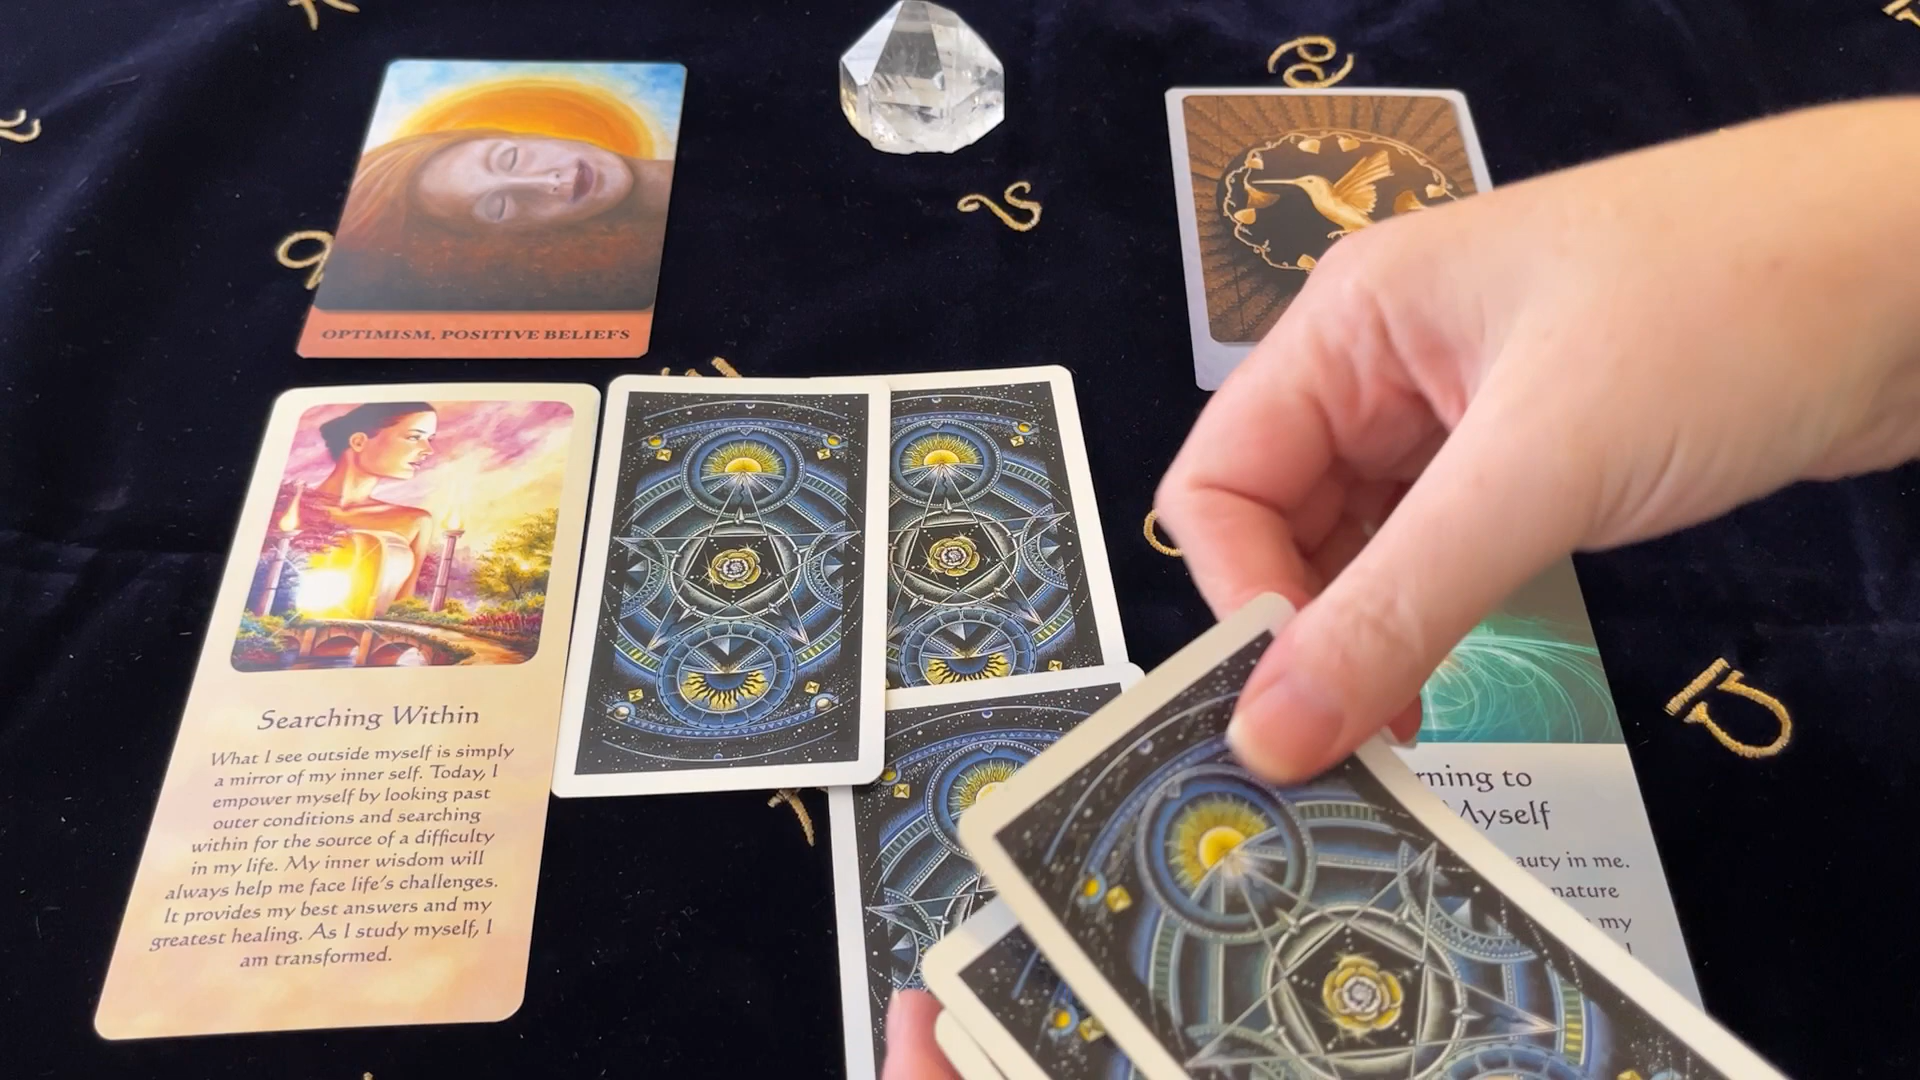 OPTIMISM, POSITIVE BELIEFS
Searching Within
What I see outside myself is simply
a mirror of my inner self. Today, I
empower myself by looking past
outer conditions and searching
within for the source of a difficulty
in my life. My inner wisdom will
always help me face life's challenges.
It provides my best answers and my
greatest healing. As I study myself, I
am transformed.
rning to
Myself
auty in me.
nature
my